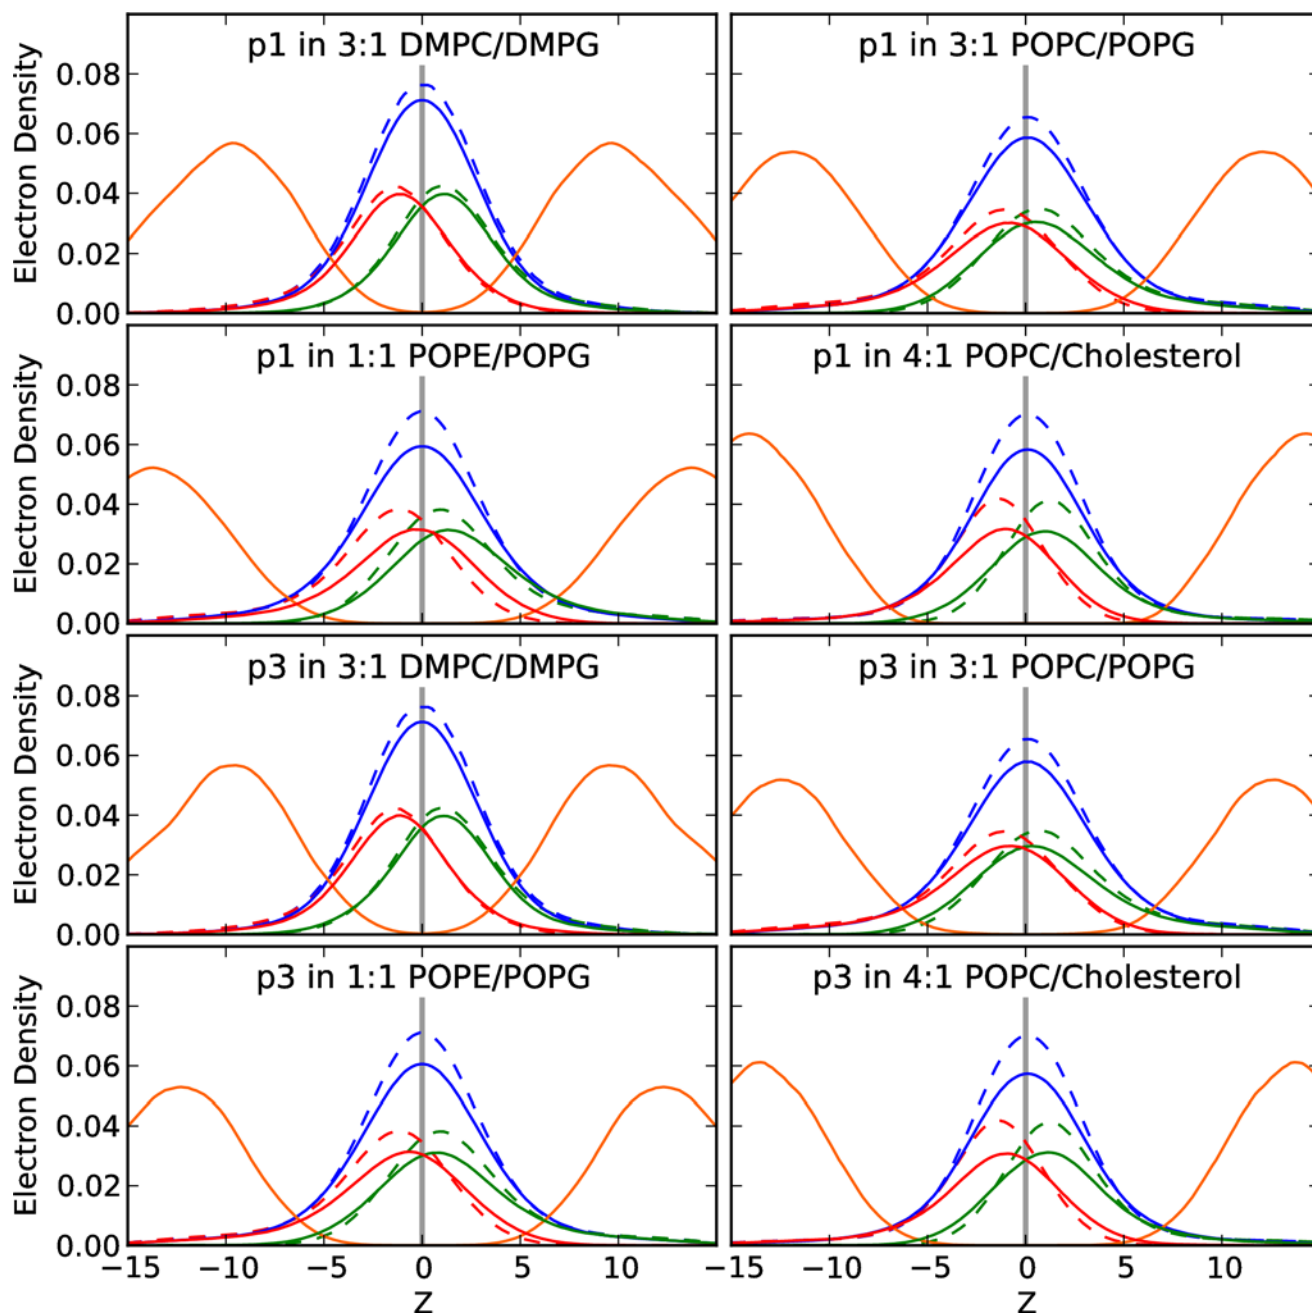 p1 in 3:1 DMPC/DMPG
p1 in 3:1 POPC/POPG
Electron Density
0.08
0.06
0.04
0.02
0.00
p1 in 1:1 POPE/POPG
p1 in 4:1 POPC/Cholesterol
Electron Density
0.08
0.06
0.04
0.02
0.00
p3 in 3:1 DMPC/DMPG
p3 in 3:1 POPC/POPG
Electron Density
0.08
0.06
0.04
0.02
0.00
p3 in 1:1 POPE/POPG
p3 in 4:1 POPC/Cholesterol
Electron Density
0.08
0.06
0.04
0.02
0.00
−15 −10 −5 0 5 10 −15 −10 −5 0 5 10
Z Z